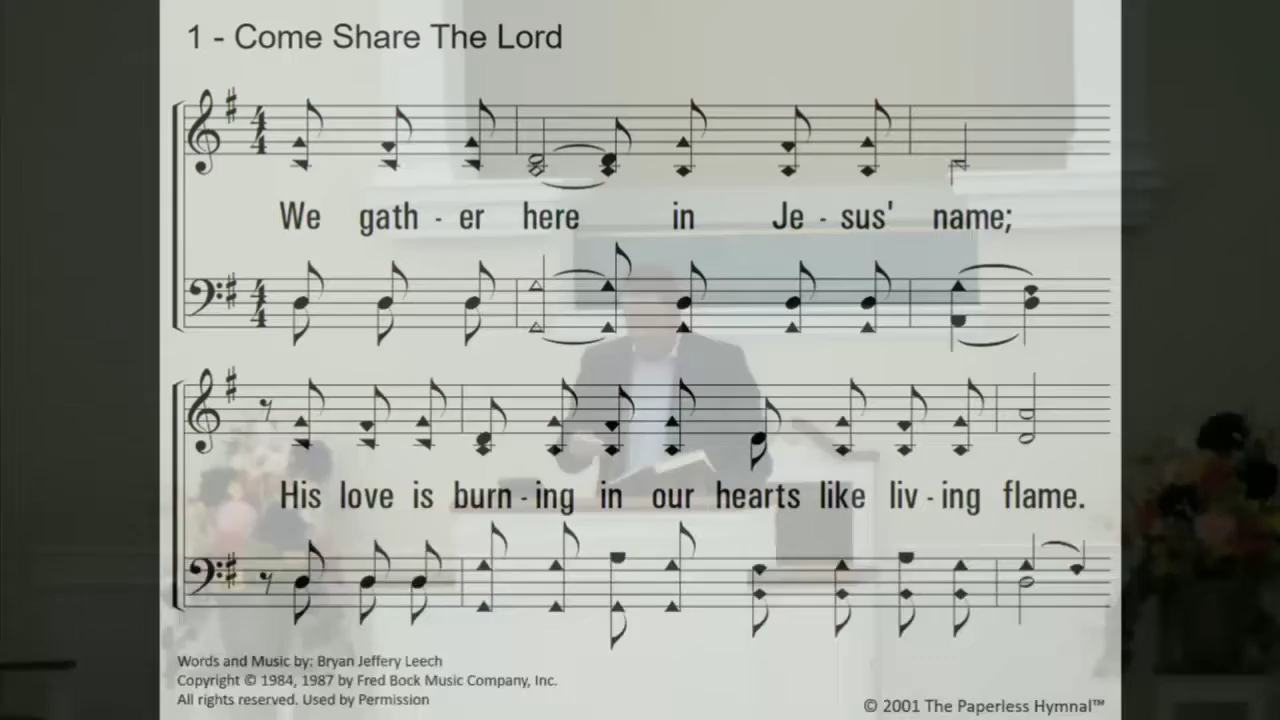 1 - Come Share The Lord
We gath - er here in Je - sus' name;
His love is burn - ing in our hearts like liv - ing flame.
Words and Music by: Bryan Jeffery Leech
Copyright © 1984, 1987 by Fred Bock Music Company, Inc.
All rights reserved. Used by Permission
© 2001 The Paperless Hymnal™